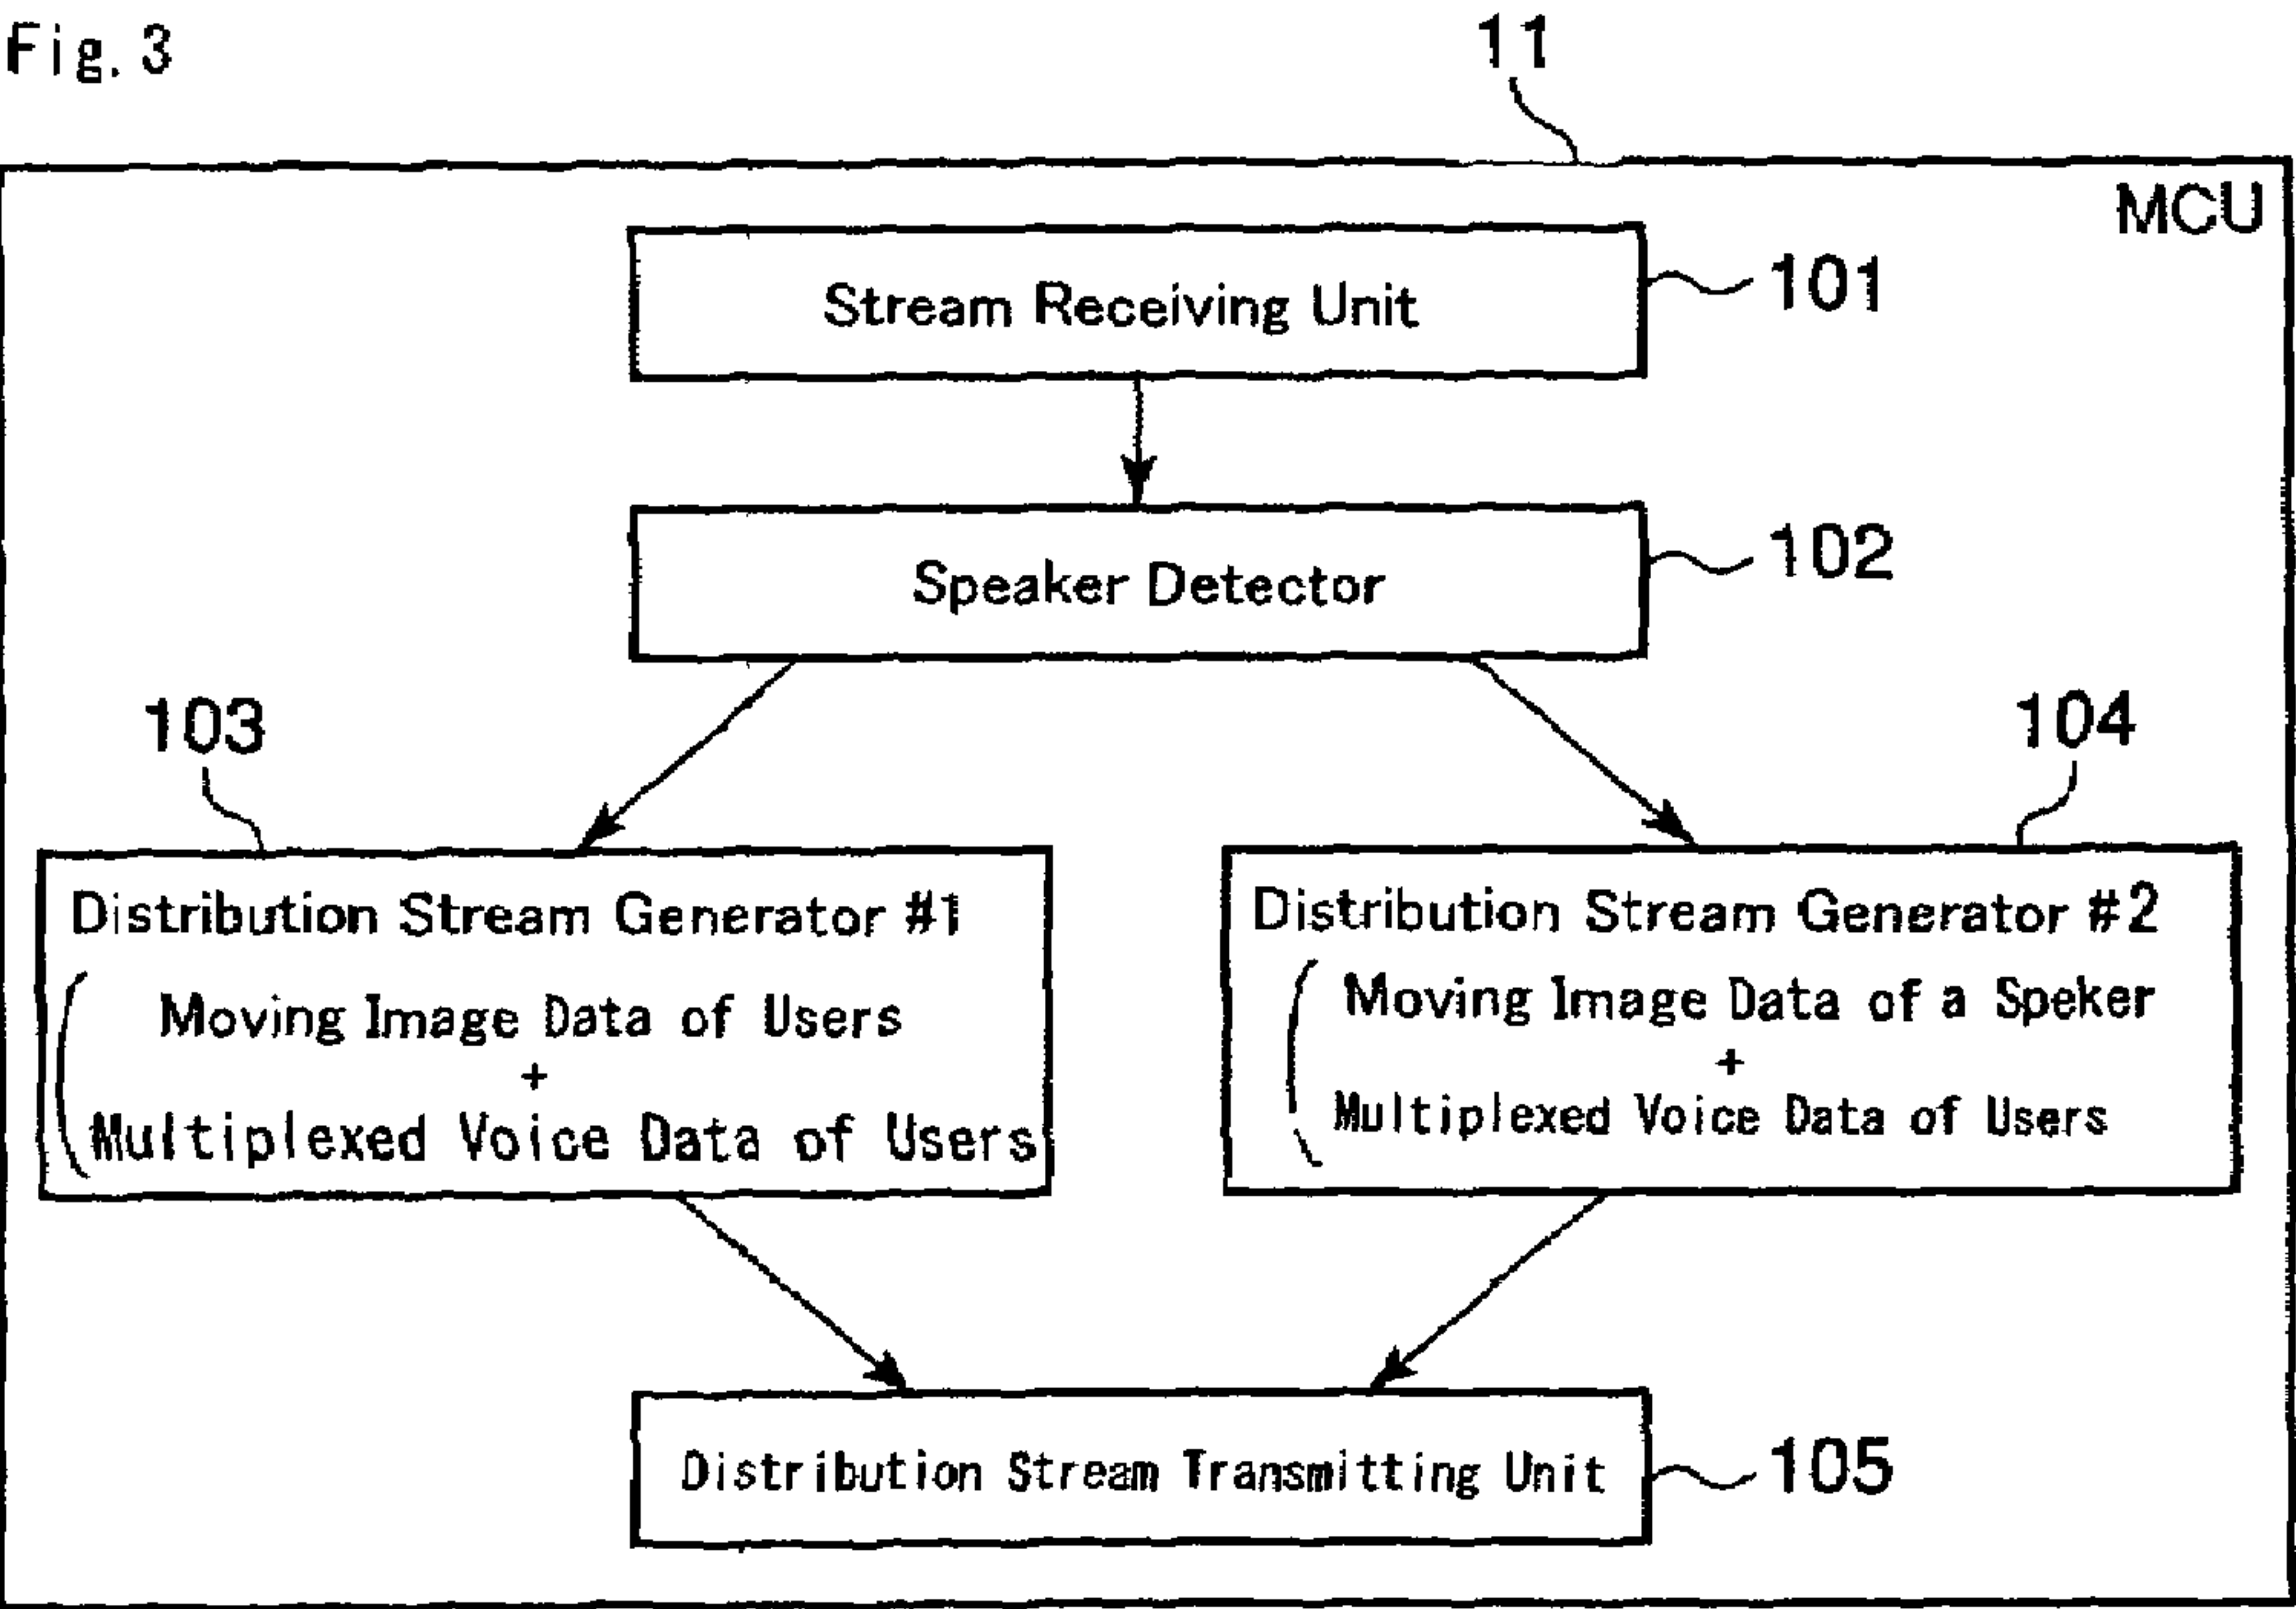 Fig. 3
11
MCU
Stream Receiving Unit
101
Speaker Detector
102
103
104
Distribution Stream Generator #1
Moving Image Data of Users
+
Multiplexed Voice Data of Users
Distribution Stream Generator #2
Moving Image Data of a Speker
+
Multiplexed Voice Data of Users
Distribution Stream Transmitting Unit
105